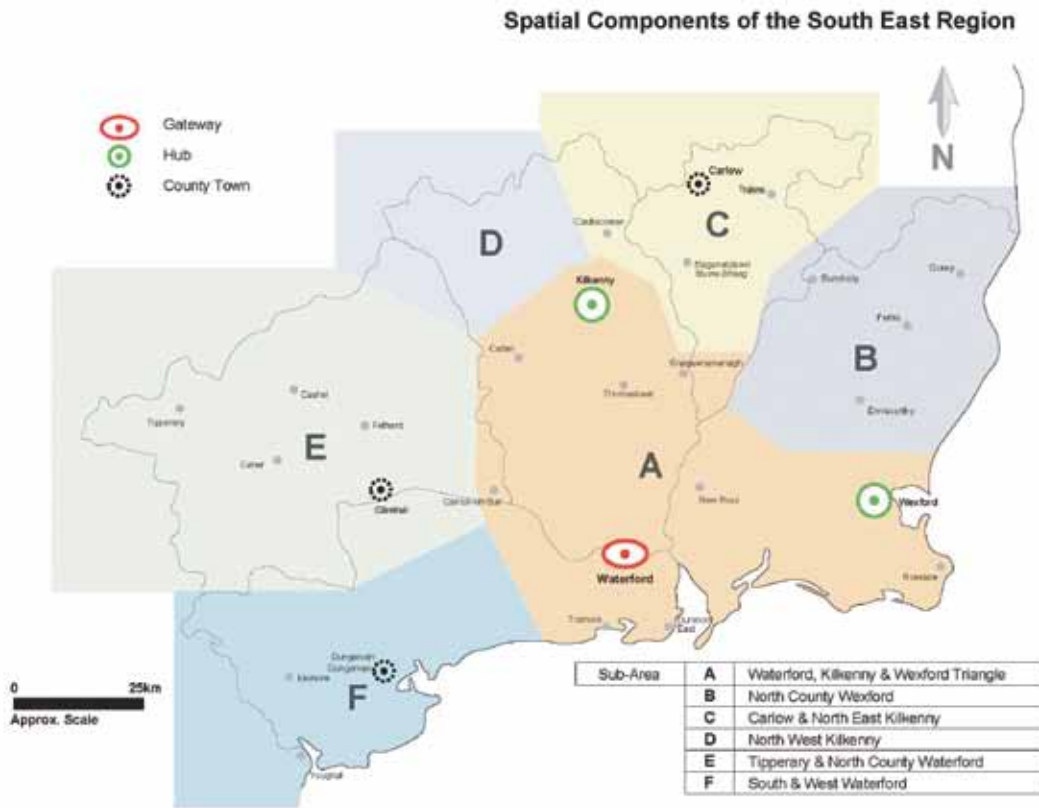 Spatial Components of the South East Region
Gateway
Hub
County Town
N
Carlow
Tullow
C
D
Castlecomer
Kilkenny
Bunclody
Gorey
Ferns
B
Callan
Graiguenamanagh
Thomastown
Enniscorthy
Cashel
Tipperary
Fethard
E
Caher
A
Clonmel
Carrick-on-Suir
New Ross
Wexford
Waterford
Rosslare
Tramore
Dunmore
East
Dungarvan
Lismore
F
Youghal
0 25km
Approx. Scale
Sub-Area A Waterford, Kilkenny & Wexford Triangle
B North County Wexford
C Carlow & North East Kilkenny
D North West Kilkenny
E Tipperary & North County Waterford
F South & West Waterford